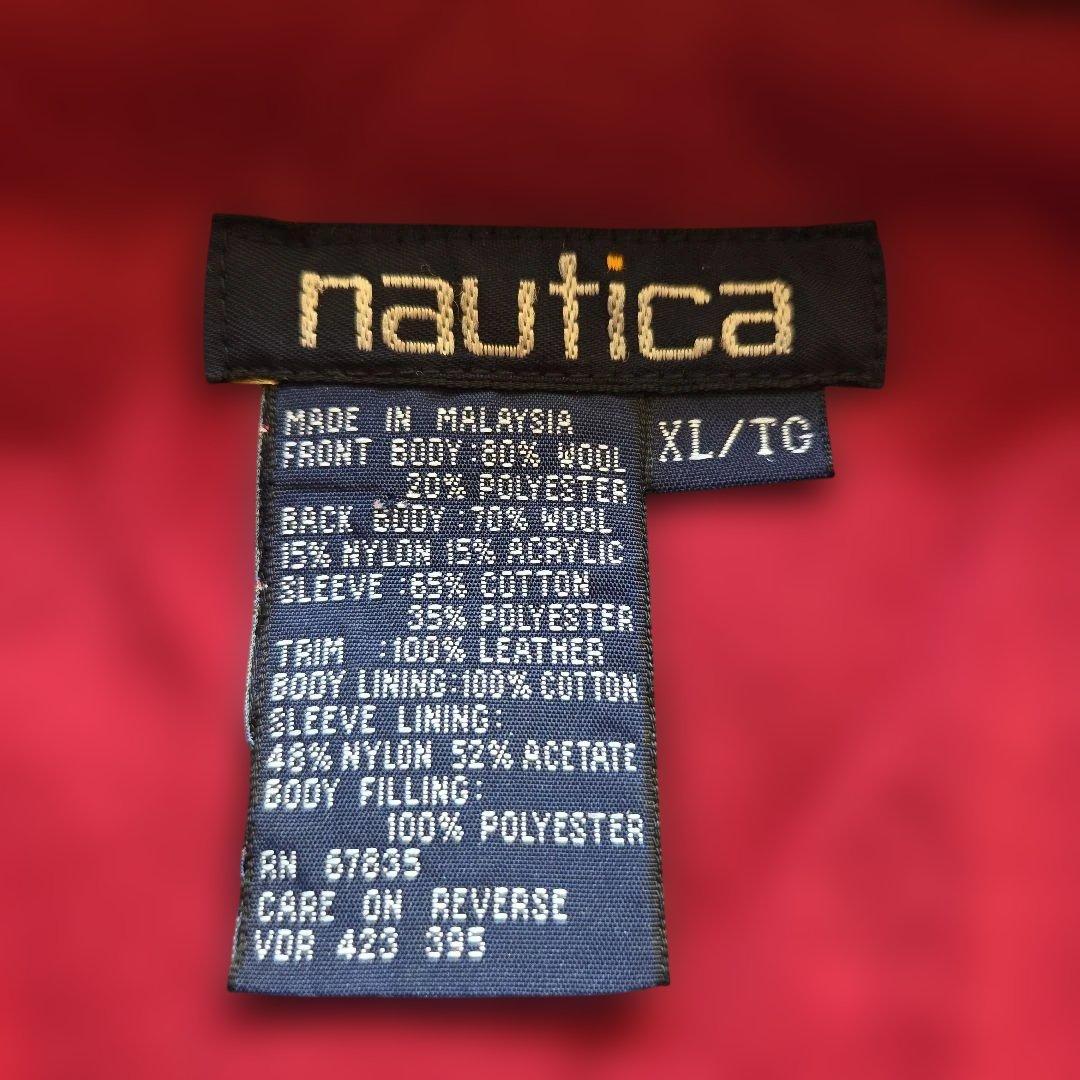 nautica
XL/TG
MADE IN MALAYSIA
FRONT BODY:80% WOOL
20% POLYESTER
BACK BODY:70% WOOL
15% NYLON 15% ACRYLIC
SLEEVE :65% COTTON
35% POLYESTER
TRIM :100% LEATHER
BODY LINING:100% COTTON
SLEEVE LINING:
48% NYLON 52% ACETATE
BODY FILLING:
100% POLYESTER
RN 67835
CARE ON REVERSE
VDR 423 395